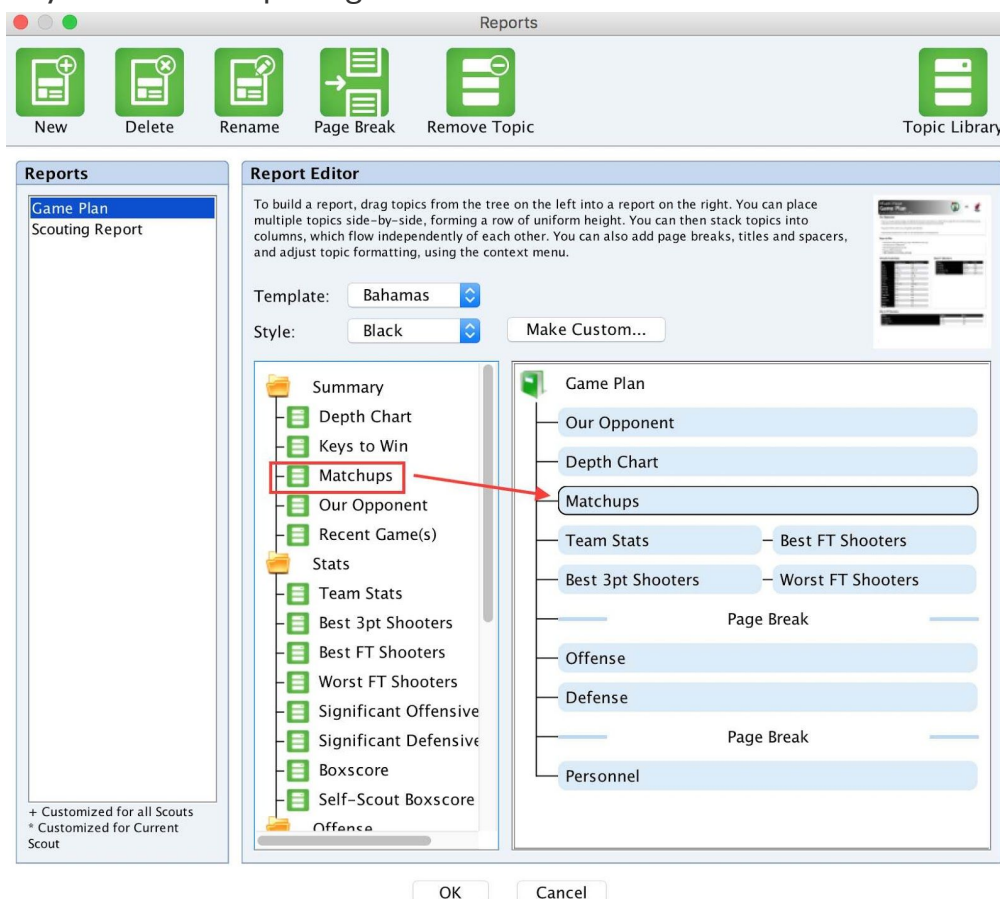 Reports
New Delete Rename Page Break Remove Topic Topic Library
Reports
Game Plan
Scouting Report
+ Customized for all Scouts
* Customized for Current
Scout
Report Editor
To build a report, drag topics from the tree on the left into a report on the right. You can place
multiple topics side-by-side, forming a row of uniform height. You can then stack topics into
columns, which flow independently of each other. You can also add page breaks, titles and spacers,
and adjust topic formatting, using the context menu.
Template: Bahamas
Style: Black Make Custom...
Summary
Depth Chart
Keys to Win
Matchups
Our Opponent
Recent Game(s)
Stats
Team Stats
Best 3pt Shooters
Best FT Shooters
Worst FT Shooters
Significant Offensive
Significant Defensive
Boxscore
Self-Scout Boxscore
Offense
Game Plan
Our Opponent
Depth Chart
Matchups
Team Stats Best FT Shooters
Best 3pt Shooters Worst FT Shooters
Page Break
Offense
Defense
Page Break
Personnel
OK Cancel